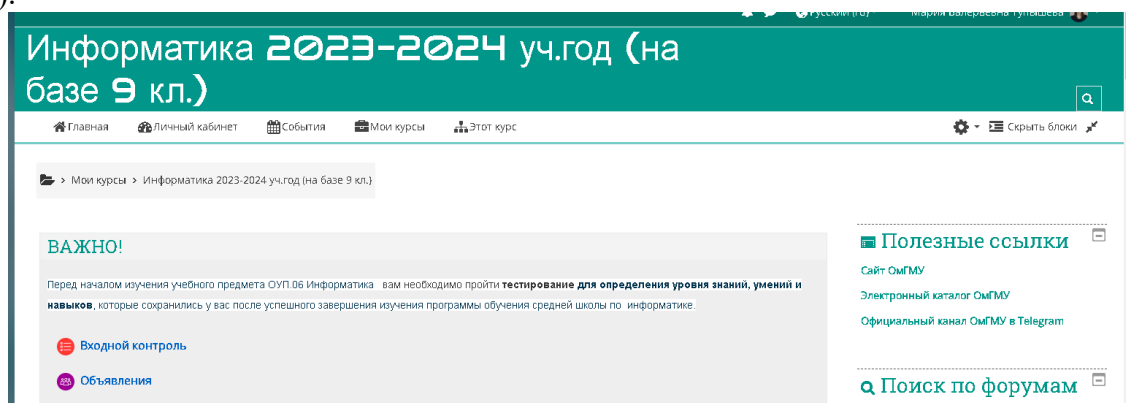 Русский (ru)
Мария Валерьевна
Информатика 2023-2024 уч.год (на
базе 9 кл.)
Главная Личный кабинет События Мои курсы Этот курс Скрыть блоки
> Мои курсы > Информатика 2023-2024 уч.год (на базе 9 кл.)
ВАЖНО!
Перед началом изучения учебного предмета ОУП.06 Информатика вам необходимо пройти тестирование для определения уровня знаний, умений и
навыков, которые сохранились у вас после успешного завершения изучения программы обучения средней школы по информатике.
Входной контроль
Объявления
Полезные ссылки
Сайт ОмГМУ
Электронный каталог ОмГМУ
Официальный канал ОмГМУ в Telegram
Поиск по форумам